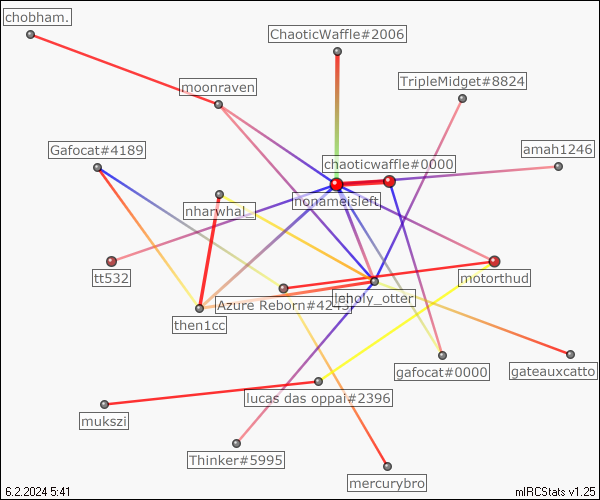 chobham.
ChaoticWaffle#2006
moonraven
TripleMidget#8824
Gafocat#4189
amah1246
chaoticwaffle#0000
nonameisleft
nharwhal_
tt532
motorthud
Azure Reborn#4243
leholy_otter
then1cc
gafocat#0000
gateauxcatto
lucas das oppai#2396
mukszi
Thinker#5995
mercurybro
6.2.2024 5:41
mIRCStats v1.25